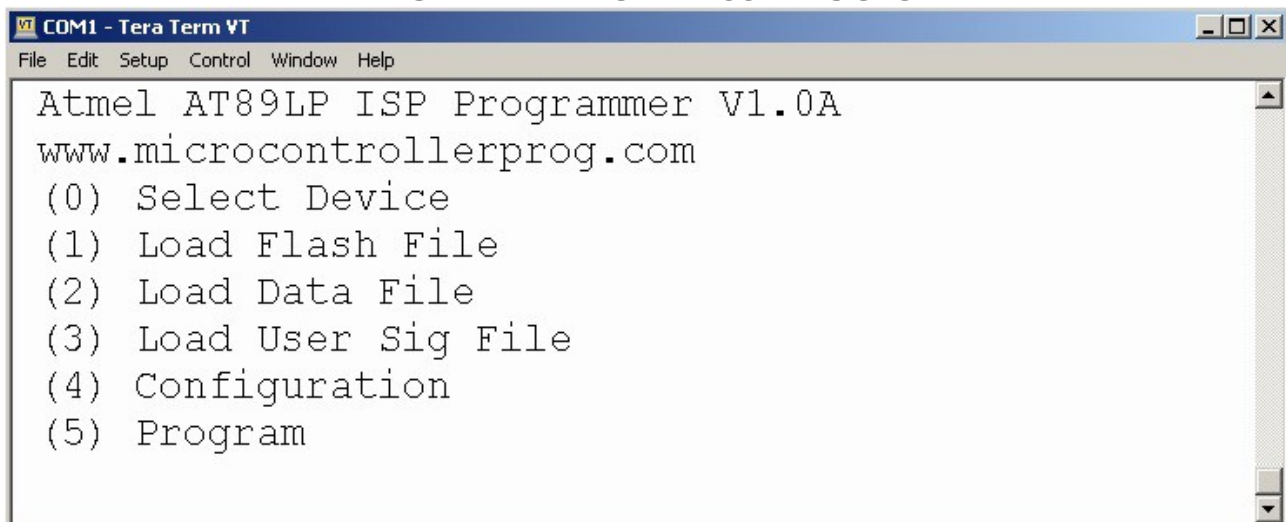 COM1 - Tera Term VT
File Edit Setup Control Window Help
Atmel AT89LP ISP Programmer V1.0A
www.microcontrollerprog.com
(0) Select Device
(1) Load Flash File
(2) Load Data File
(3) Load User Sig File
(4) Configuration
(5) Program